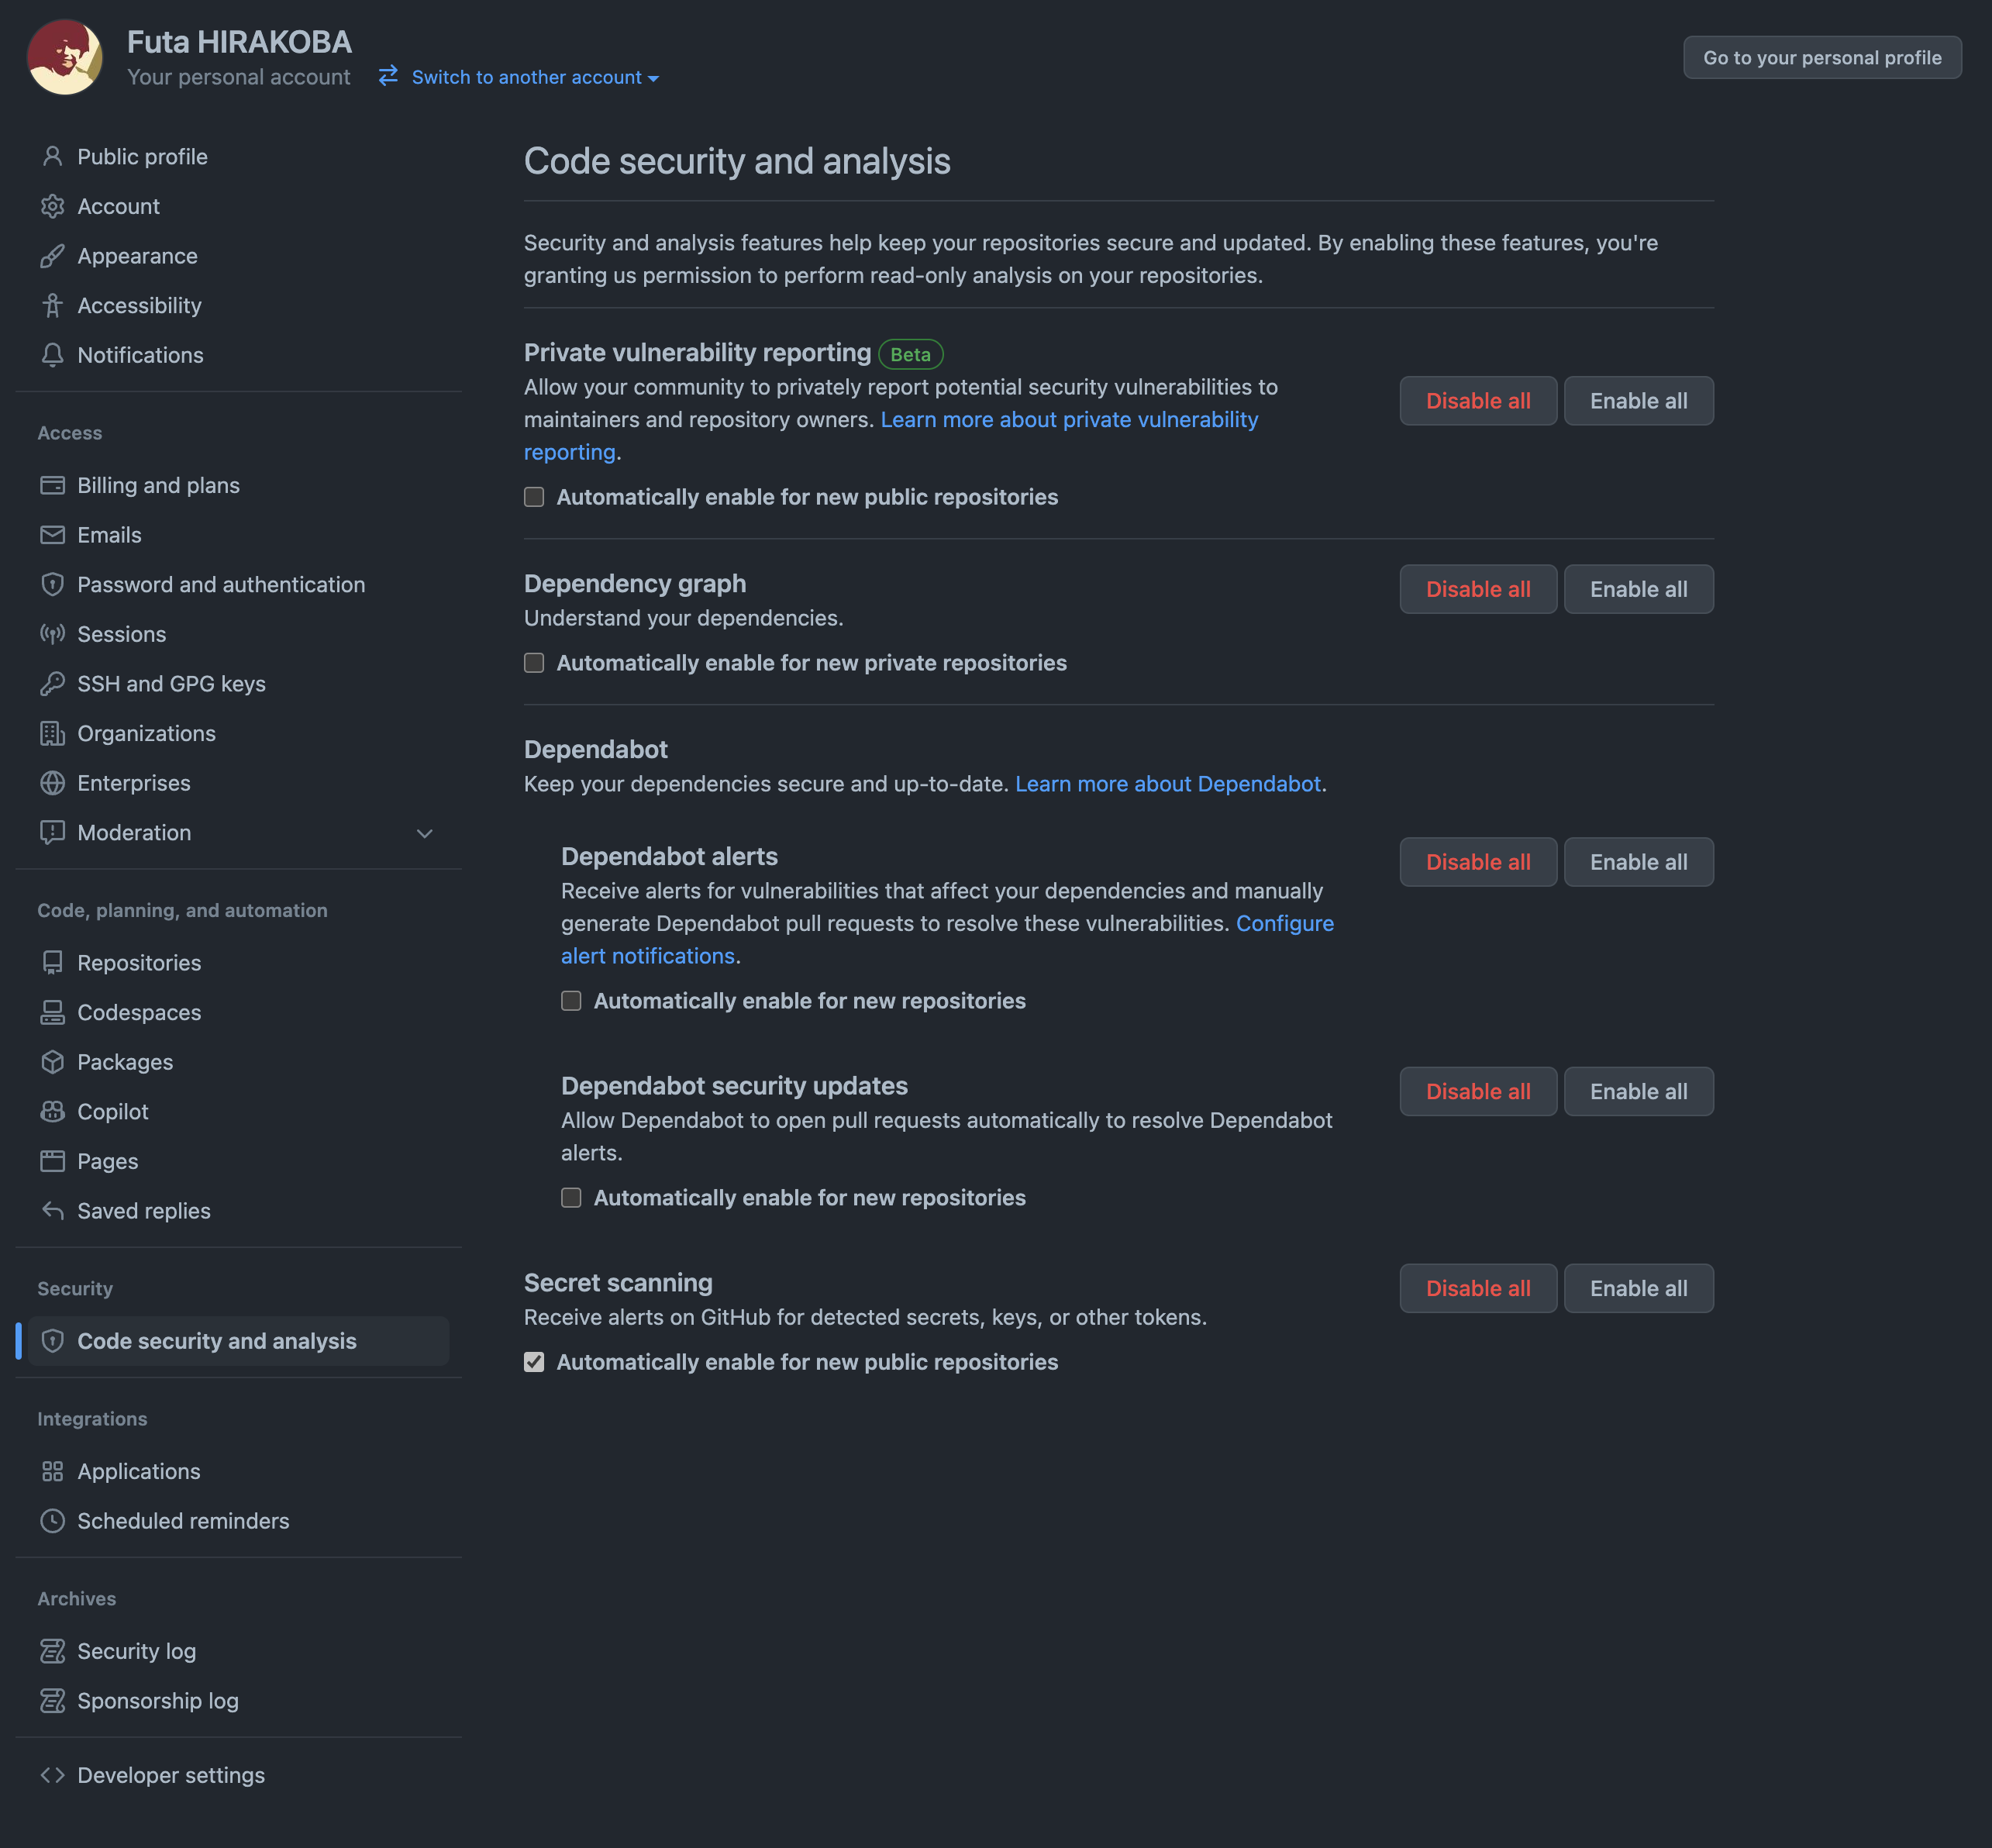 Futa HIRAKOBA
Your personal account Switch to another account
Go to your personal profile
Public profile
Account
Appearance
Accessibility
Notifications
Access
Billing and plans
Emails
Password and authentication
Sessions
SSH and GPG keys
Organizations
Enterprises
Moderation
Code, planning, and automation
Repositories
Codespaces
Packages
Copilot
Pages
Saved replies
Security
Code security and analysis
Integrations
Applications
Scheduled reminders
Archives
Security log
Sponsorship log
Developer settings
Code security and analysis
Security and analysis features help keep your repositories secure and updated. By enabling these features, you're
granting us permission to perform read-only analysis on your repositories.
Private vulnerability reporting Beta
Allow your community to privately report potential security vulnerabilities to
maintainers and repository owners. Learn more about private vulnerability
reporting.
Disable all Enable all
Automatically enable for new public repositories
Dependency graph
Understand your dependencies.
Disable all Enable all
Automatically enable for new private repositories
Dependabot
Keep your dependencies secure and up-to-date. Learn more about Dependabot.
Dependabot alerts
Receive alerts for vulnerabilities that affect your dependencies and manually
generate Dependabot pull requests to resolve these vulnerabilities. Configure
alert notifications.
Disable all Enable all
Automatically enable for new repositories
Dependabot security updates
Allow Dependabot to open pull requests automatically to resolve Dependabot
alerts.
Disable all Enable all
Automatically enable for new repositories
Secret scanning
Receive alerts on GitHub for detected secrets, keys, or other tokens.
Disable all Enable all
Automatically enable for new public repositories